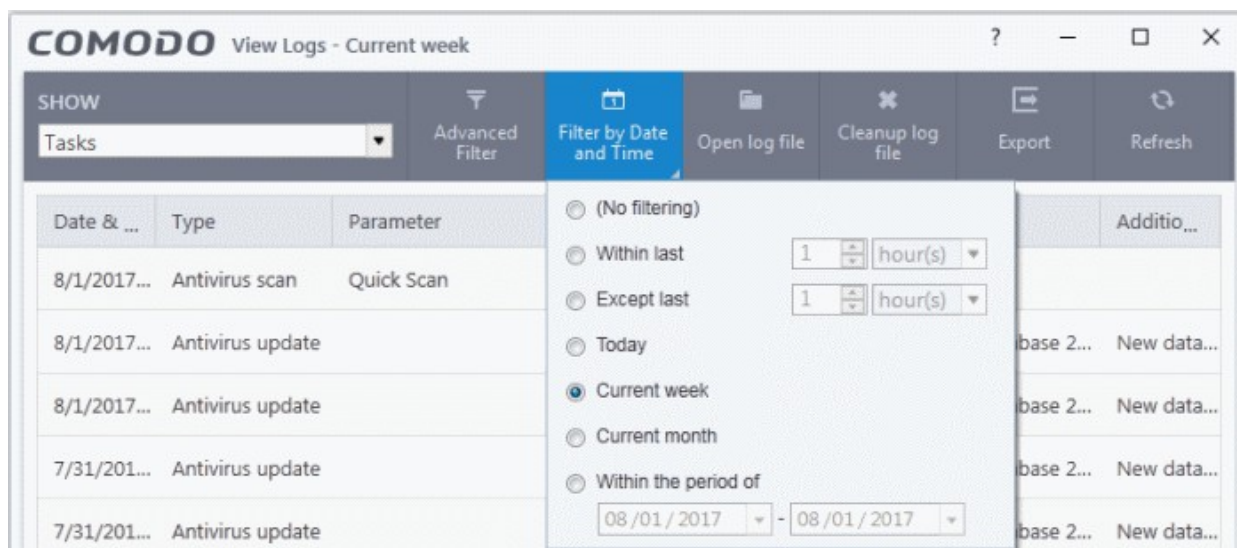 COMODO View Logs - Current week ?
SHOW
Tasks
Advanced
Filter
Filter by Date
and Time
Open log file
Cleanup log
file
Export
Refresh
Date & ... Type Parameter Additio...
(No filtering)
Within last 1 hour(s)
Except last 1 hour(s)
Today
Current week
Current month
Within the period of
08/01/2017 - 08/01/2017
8/1/2017... Antivirus scan Quick Scan
8/1/2017... Antivirus update base 2... New data...
8/1/2017... Antivirus update base 2... New data...
7/31/201... Antivirus update base 2... New data...
7/31/201... Antivirus update base 2... New data...